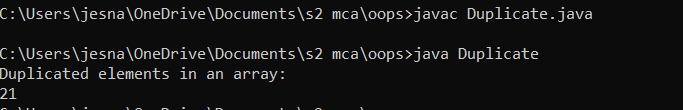 C:\Users\jesna\OneDrive\Documents\s2 mca\oops>javac Duplicate.java
C:\Users\jesna\OneDrive\Documents\s2 mca\oops>java Duplicate
Duplicated elements in an array:
21